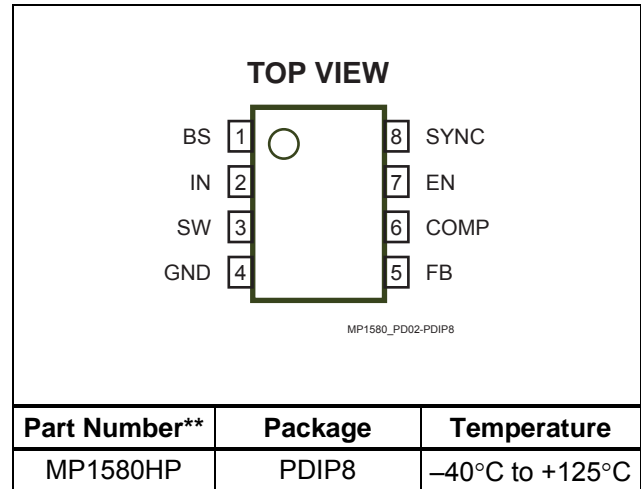 TOP VIEW
BS 1 8 SYNC
IN 2 7 EN
SW 3 6 COMP
GND 4 5 FB
MP1580_PD02-PDIP8
Part Number** Package Temperature
MP1580HP PDIP8 –40°C to +125°C